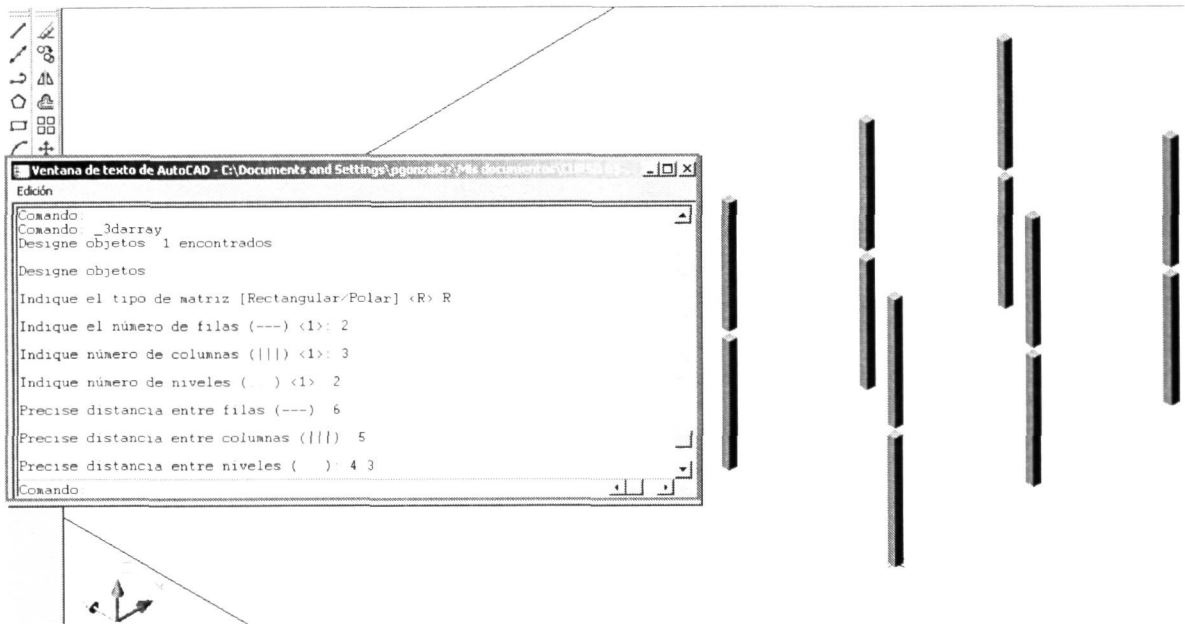 Ventana de texto de AutoCAD - C:\Documents and Settings\pgonzalez\Mis documentos\
Edición
Comando:
Comando: _3darray
Designe objetos 1 encontrados
Designe objetos
Indique el tipo de matriz [Rectangular/Polar] <R> R
Indique el número de filas (---) <1>: 2
Indique número de columnas (|||) <1>: 3
Indique número de niveles (...) <1> 2
Precise distancia entre filas (---) 6
Precise distancia entre columnas (|||) 5
Precise distancia entre niveles ( ): 4 3
Comando